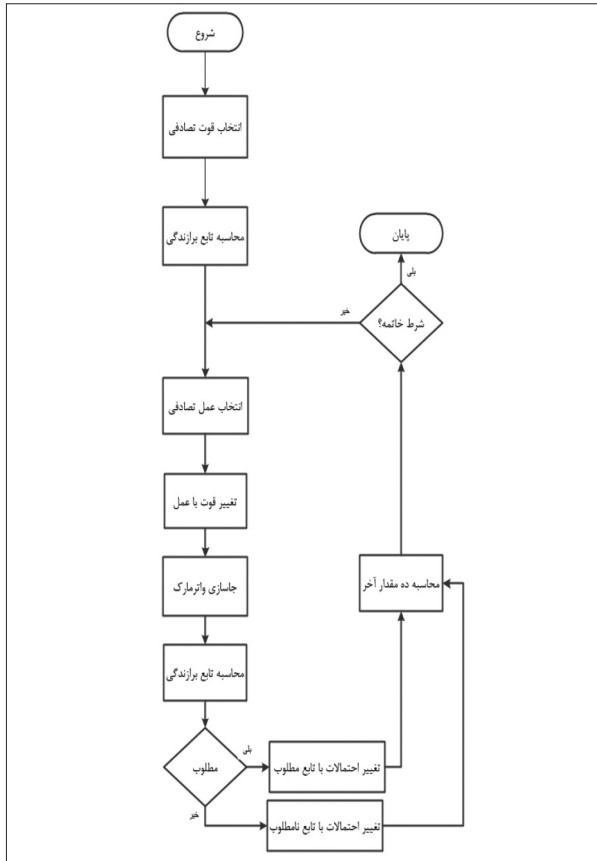 شروع
انتخاب قوت تصادفی
محاسبه تابع برازندگی
پایان
بلی
شرط خاتمه؟
خیر
انتخاب عمل تصادفی
تغییر قوت با عمل
جاسازی واترمارک
محاسبه ده مقدار آخر
محاسبه تابع برازندگی
مطلوب
بلی
تغییر احتمالات با تابع مطلوب
خیر
تغییر احتمالات با تابع نامطلوب